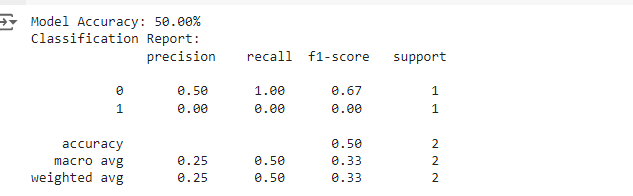 Model Accuracy: 50.00%
Classification Report:
precision recall f1-score support
0 0.50 1.00 0.67 1
1 0.00 0.00 0.00 1
accuracy 0.50 2
macro avg 0.25 0.50 0.33 2
weighted avg 0.25 0.50 0.33 2